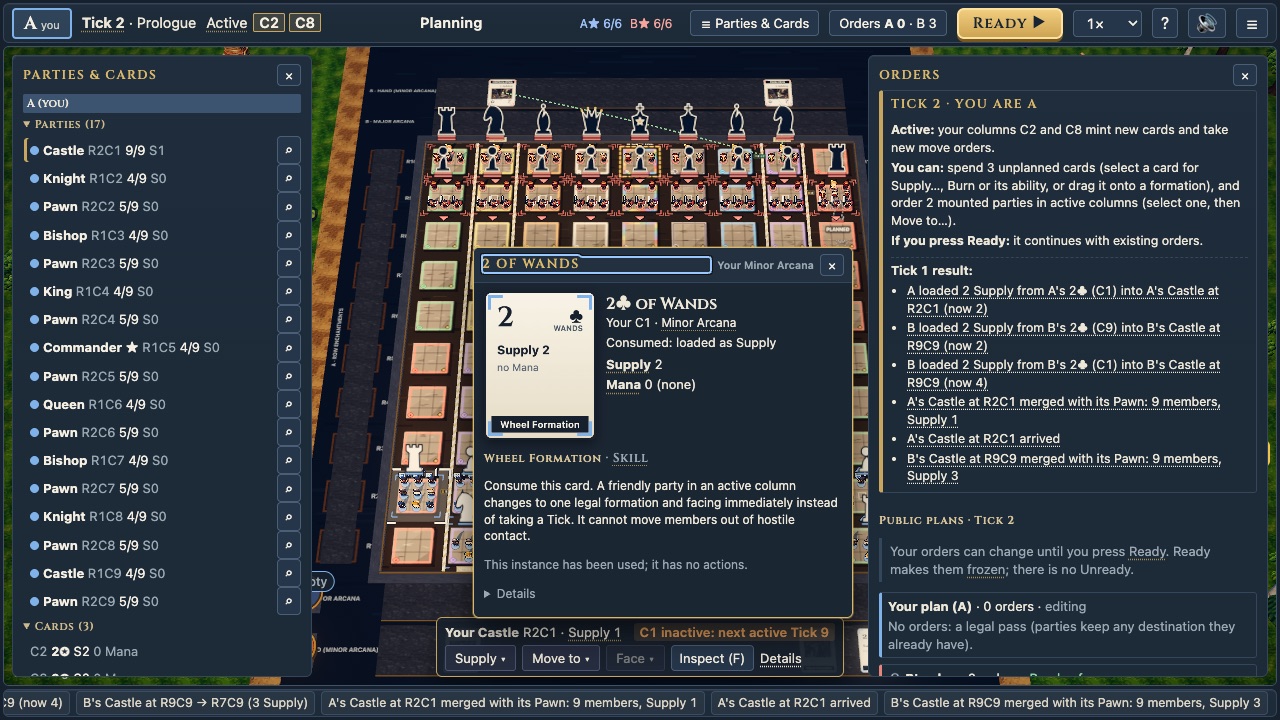 A you
Tick 2 · Prologue
Active C2 C8
Planning
A★ 6/6 B★ 6/6
≡ Parties & Cards
Orders A 0 · B 3
READY ▶
1×
?
≡
PARTIES & CARDS
×
A (YOU)
▼ PARTIES (17)
Castle R2C1 9/9 S1
Knight R1C2 4/9 S0
Pawn R2C2 5/9 S0
Bishop R1C3 4/9 S0
Pawn R2C3 5/9 S0
King R1C4 4/9 S0
Pawn R2C4 5/9 S0
Commander ★ R1C5 4/9 S0
Pawn R2C5 5/9 S0
Queen R1C6 4/9 S0
Pawn R2C6 5/9 S0
Bishop R1C7 4/9 S0
Pawn R2C7 5/9 S0
Knight R1C8 4/9 S0
Pawn R2C8 5/9 S0
Castle R1C9 4/9 S0
Pawn R2C9 5/9 S0
▼ CARDS (3)
C2 2✪ S2 0 Mana
B - HAND (MINOR ARCANA)
B - MAJOR ARCANA
PLANNED
2 OF WANDS
Your Minor Arcana
×
2
♣
WANDS
Supply 2
no Mana
Wheel Formation
2♣ OF WANDS
Your C1 · Minor Arcana
Consumed: loaded as Supply
Supply 2
Mana 0 (none)
WHEEL FORMATION · SKILL
Consume this card. A friendly party in an active column
changes to one legal formation and facing immediately instead
of taking a Tick. It cannot move members out of hostile
contact.
This instance has been used; it has no actions.
▶ Details
Your Castle R2C1 · Supply 1
C1 inactive: next active Tick 9
Supply ▾
Move to ▾
Face ▾
Inspect (F)
Details
ORDERS
×
TICK 2 · YOU ARE A
Active: your columns C2 and C8 mint new cards and take
new move orders.
You can: spend 3 unplanned cards (select a card for
Supply…, Burn or its ability, or drag it onto a formation), and
order 2 mounted parties in active columns (select one, then
Move to…).
If you press Ready: it continues with existing orders.
Tick 1 result:
• A loaded 2 Supply from A's 2♣ (C1) into A's Castle at
R2C1 (now 2)
• B loaded 2 Supply from B's 2♣ (C9) into B's Castle at
R9C9 (now 2)
• B loaded 2 Supply from B's 2♣ (C1) into B's Castle at
R9C9 (now 4)
• A's Castle at R2C1 merged with its Pawn: 9 members,
Supply 1
• A's Castle at R2C1 arrived
• B's Castle at R9C9 merged with its Pawn: 9 members,
Supply 3
PUBLIC PLANS · TICK 2
Your orders can change until you press Ready. Ready
makes them frozen; there is no Unready.
Your plan (A) · 0 orders · editing
No orders: a legal pass (parties keep any destination they
already have).
C9 (now 4)
B's Castle at R9C9 → R7C9 (3 Supply)
A's Castle at R2C1 merged with its Pawn: 9 members, Supply 1
A's Castle at R2C1 arrived
B's Castle at R9C9 merged with its Pawn: 9 members, Supply 3